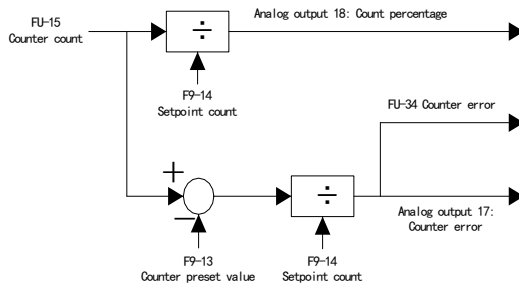 FU-15
Counter count
Analog output 18: Count percentage
÷
F9-14
Setpoint count
FU-34 Counter error
+
−
÷
Analog output 17:
Counter error
F9-13
Counter preset value
F9-14
Setpoint count